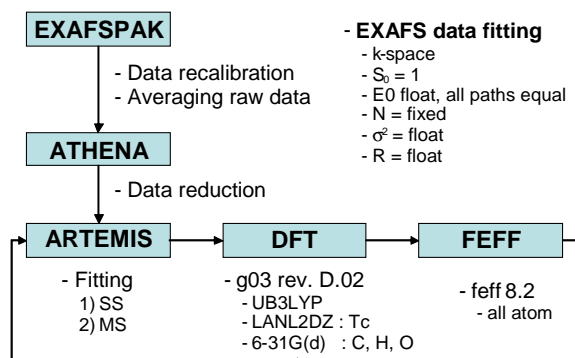 EXAFSPAK
- Data recalibration
- Averaging raw data
ATHENA
- Data reduction
- EXAFS data fitting
- k-space
- S₀ = 1
- E0 float, all paths equal
- N = fixed
- σ² = float
- R = float
ARTEMIS
- Fitting
1) SS
2) MS
DFT
- g03 rev. D.02
- UB3LYP
- LANL2DZ : Tc
- 6-31G(d) : C, H, O
FEFF
- feff 8.2
- all atom